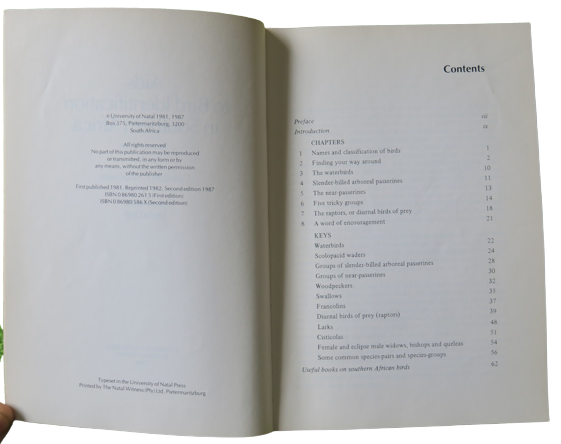 © University of Natal 1981, 1987
Box 375, Pietermaritzburg, 3200
South Africa
All rights reserved
No part of this publication may be reproduced
or transmitted, in any form or by
any means, without the written permission
of the publisher
First published 1981. Reprinted 1982. Second edition 1987
ISBN 0 86980 261 3 (First edition)
ISBN 0 86980 586 X (Second edition)
Typeset in the University of Natal Press
Printed by The Natal Witness (Pty) Ltd, Pietermaritzburg
Contents
Preface vii
Introduction ix
CHAPTERS
1 Names and classification of birds 1
2 Finding your way around 2
3 The waterbirds 10
4 Slender-billed arboreal passerines 11
5 The near-passerines 13
6 Five tricky groups 14
7 The raptors, or diurnal birds of prey 18
8 A word of encouragement 21
KEYS
Waterbirds 22
Scolopacid waders 24
Groups of slender-billed arboreal passerines 28
Groups of near-passerines 30
Woodpeckers 32
Swallows 35
Francolins 37
Diurnal birds of prey (raptors) 39
Larks 48
Cisticolas 51
Female and eclipse male widows, bishops and queleas 54
Some common species-pairs and species-groups 56
Useful books on southern African birds 62